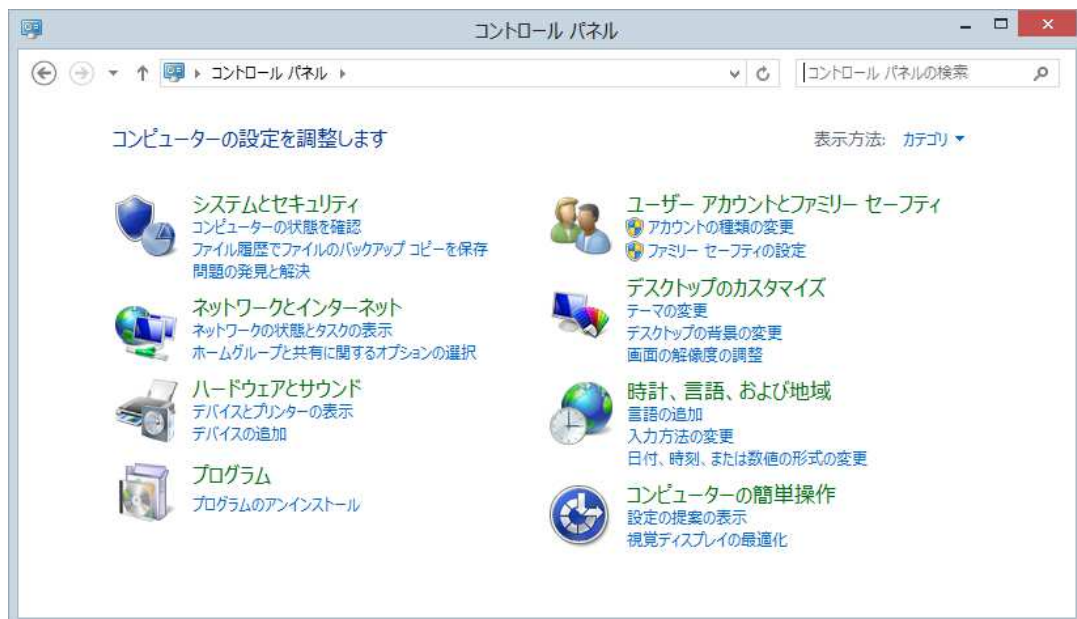 コントロール パネル
コントロール パネル
コントロール パネルの検索
コンピューターの設定を調整します
表示方法: カテゴリ
システムとセキュリティ
コンピューターの状態を確認
ファイル履歴でファイルのバックアップ コピーを保存
問題の発見と解決
ネットワークとインターネット
ネットワークの状態とタスクの表示
ホームグループと共有に関するオプションの選択
ハードウェアとサウンド
デバイスとプリンターの表示
デバイスの追加
プログラム
プログラムのアンインストール
ユーザー アカウントとファミリー セーフティ
アカウントの種類の変更
ファミリー セーフティの設定
デスクトップのカスタマイズ
テーマの変更
デスクトップの背景の変更
画面の解像度の調整
時計、言語、および地域
言語の追加
入力方法の変更
日付、時刻、または数値の形式の変更
コンピューターの簡単操作
設定の提案の表示
視覚ディスプレイの最適化